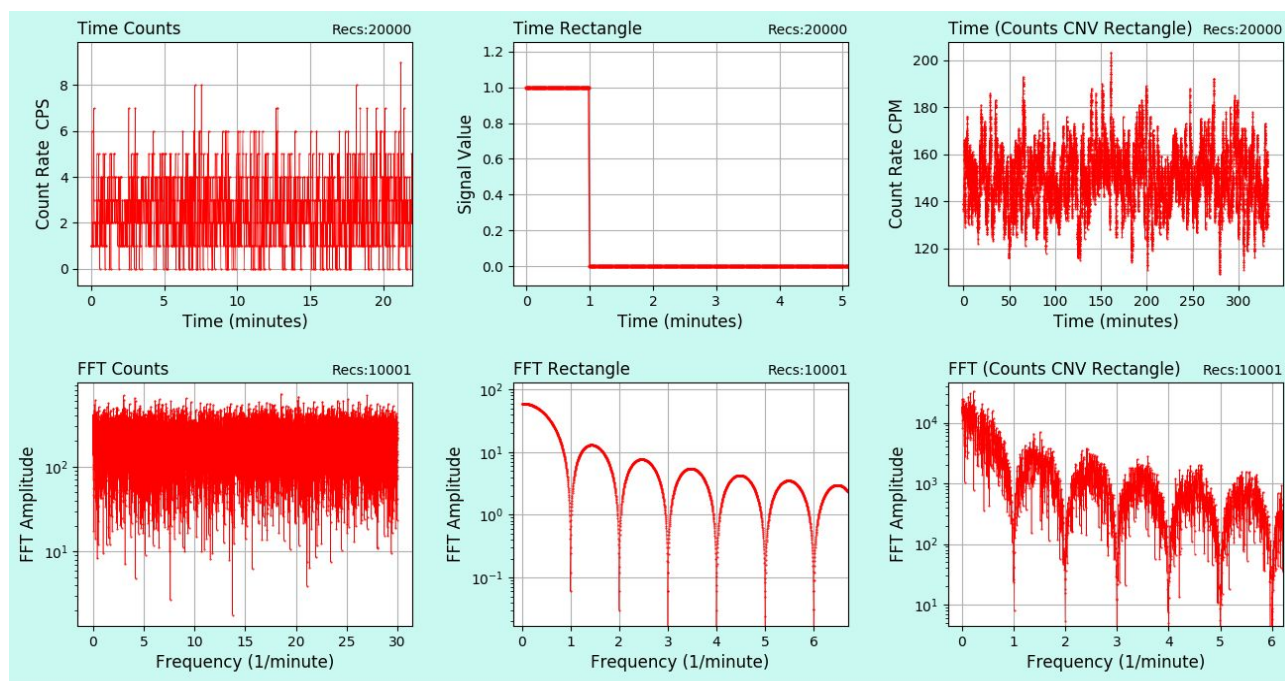 Time Counts Recs:20000
8
6
4
2
0
Count Rate  CPS
0 5 10 15 20
Time (minutes)
Time Rectangle Recs:20000
1.2
1.0
0.8
0.6
0.4
0.2
0.0
Signal Value
0 1 2 3 4 5
Time (minutes)
Time (Counts CNV Rectangle) Recs:20000
200
180
160
140
120
Count Rate CPM
0 50 100 150 200 250 300
Time (minutes)
FFT Counts Recs:10001
10²
10¹
FFT Amplitude
0 5 10 15 20 25 30
Frequency (1/minute)
FFT Rectangle Recs:10001
10²
10¹
10⁰
10⁻¹
FFT Amplitude
0 1 2 3 4 5 6
Frequency (1/minute)
FFT (Counts CNV Rectangle) Recs:10001
10⁴
10³
10²
10¹
FFT Amplitude
0 1 2 3 4 5 6
Frequency (1/minute)